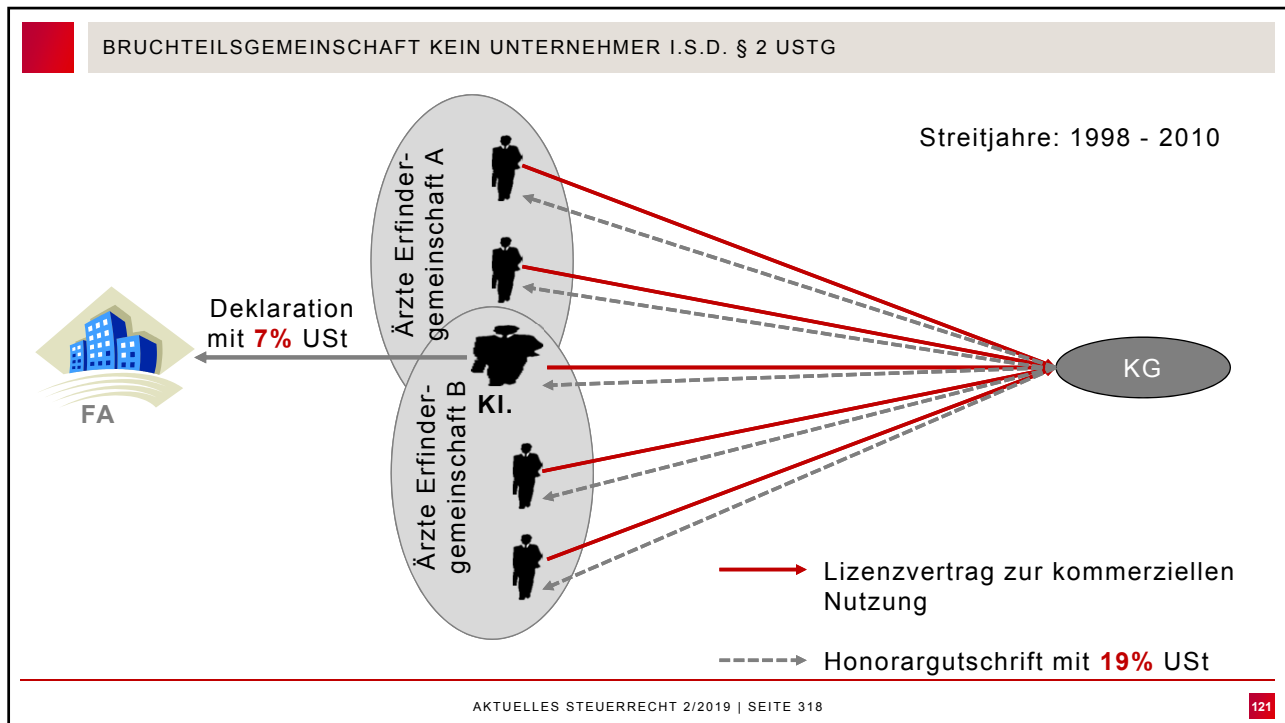 BRUCHTEILSGEMEINSCHAFT KEIN UNTERNEHMER I.S.D. § 2 USTG
Streitjahre: 1998 - 2010
Ärzte Erfinder-
gemeinschaft A
Deklaration
mit 7% USt
FA
Kl.
Ärzte Erfinder-
gemeinschaft B
KG
Lizenzvertrag zur kommerziellen
Nutzung
Honorargutschrift mit 19% USt
AKTUELLES STEUERRECHT 2/2019 | SEITE 318
121